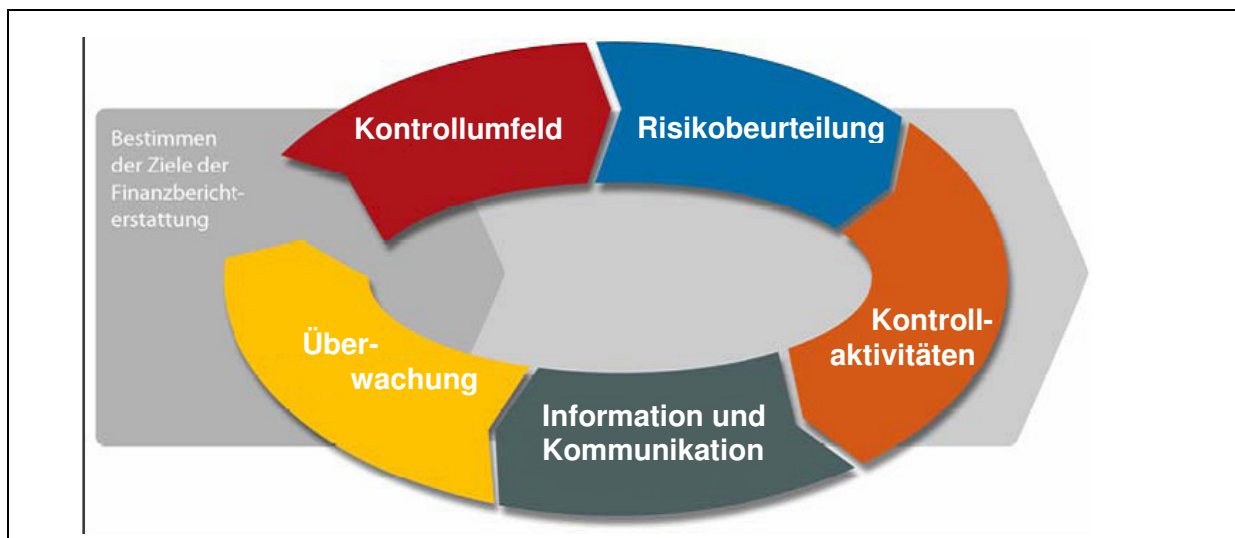 Bestimmen
der Ziele der
Finanzbericht-
erstattung
Kontrollumfeld
Risikobeurteilung
Kontroll-
aktivitäten
Information und
Kommunikation
Über-
wachung